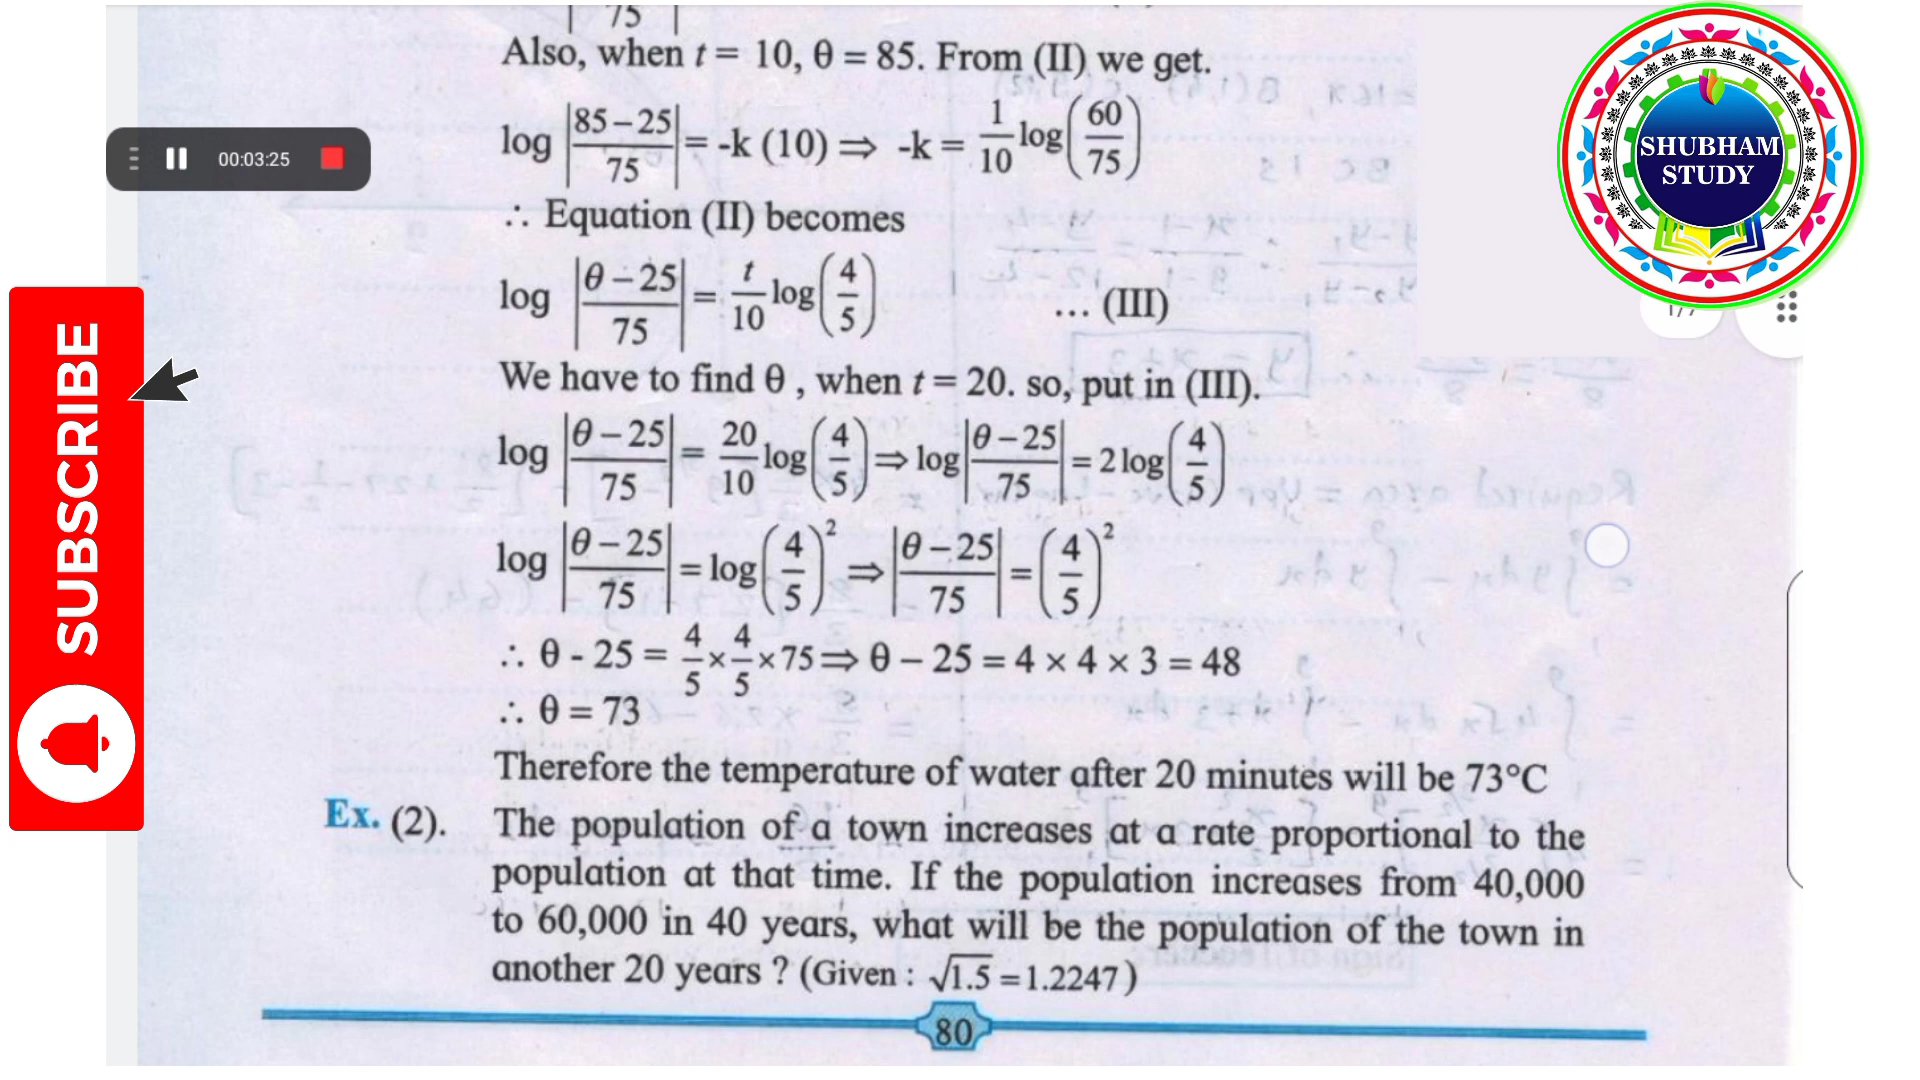 75
Also, when t = 10, θ = 85. From (II) we get.
log |85 – 25 / 75| = -k (10) ⇒ -k = 1/10 log(60/75)
00:03:25
SHUBHAM
STUDY
∴ Equation (II) becomes
log |θ – 25 / 75| = t/10 log(4/5) ... (III)
We have to find θ , when t = 20. so, put in (III).
log |θ – 25 / 75| = 20/10 log(4/5) ⇒ log|θ – 25 / 75| = 2 log(4/5)
log |θ – 25 / 75| = log(4/5)² ⇒ |θ – 25 / 75| = (4/5)²
∴ θ - 25 = 4/5 × 4/5 × 75 ⇒ θ – 25 = 4 × 4 × 3 = 48
∴ θ = 73
Therefore the temperature of water after 20 minutes will be 73°C
Ex. (2). The population of a town increases at a rate proportional to the
population at that time. If the population increases from 40,000
to 60,000 in 40 years, what will be the population of the town in
another 20 years ? (Given : √1.5 = 1.2247)
80
SUBSCRIBE